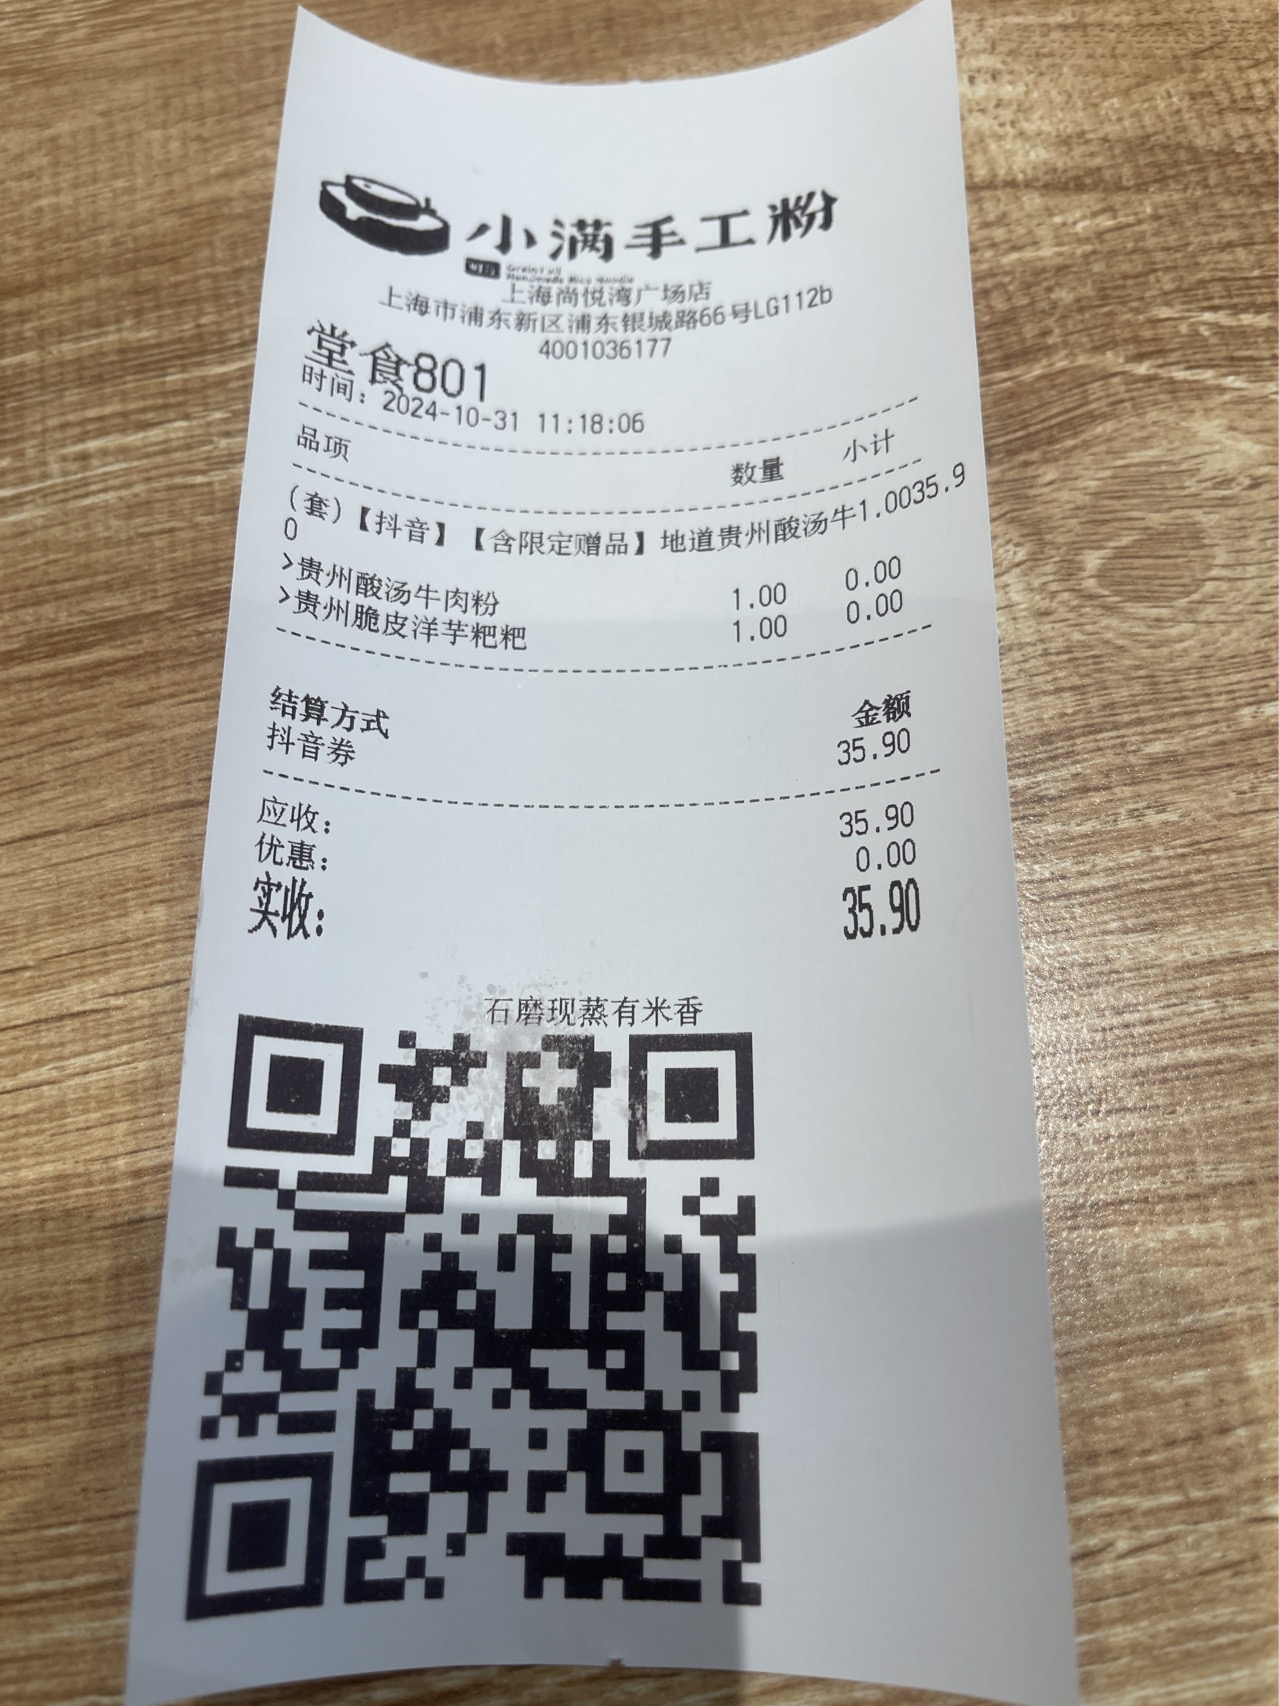 小满手工粉
上海尚悦湾广场店
上海市浦东新区浦东银城路66号LG112b
4001036177
堂食801
时间：2024-10-31 11:18:06
品项 数量 小计
(套)【抖音】【含限定赠品】地道贵州酸汤牛1.0035.9
0
>贵州酸汤牛肉粉 1.00 0.00
>贵州脆皮洋芋粑粑 1.00 0.00
结算方式 金额
抖音券 35.90
应收： 35.90
优惠： 0.00
实收： 35.90
石磨现蒸有米香